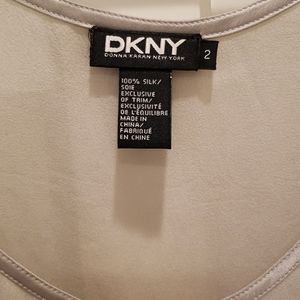 DKNY
DONNA KARAN NEW YORK
2
100% SILK/
SOIE
EXCLUSIVE
OF TRIM/
EXCLUSIVITÉ
DE L'ÉQUILIBRE
MADE IN
CHINA/
FABRIQUÉ
EN CHINE